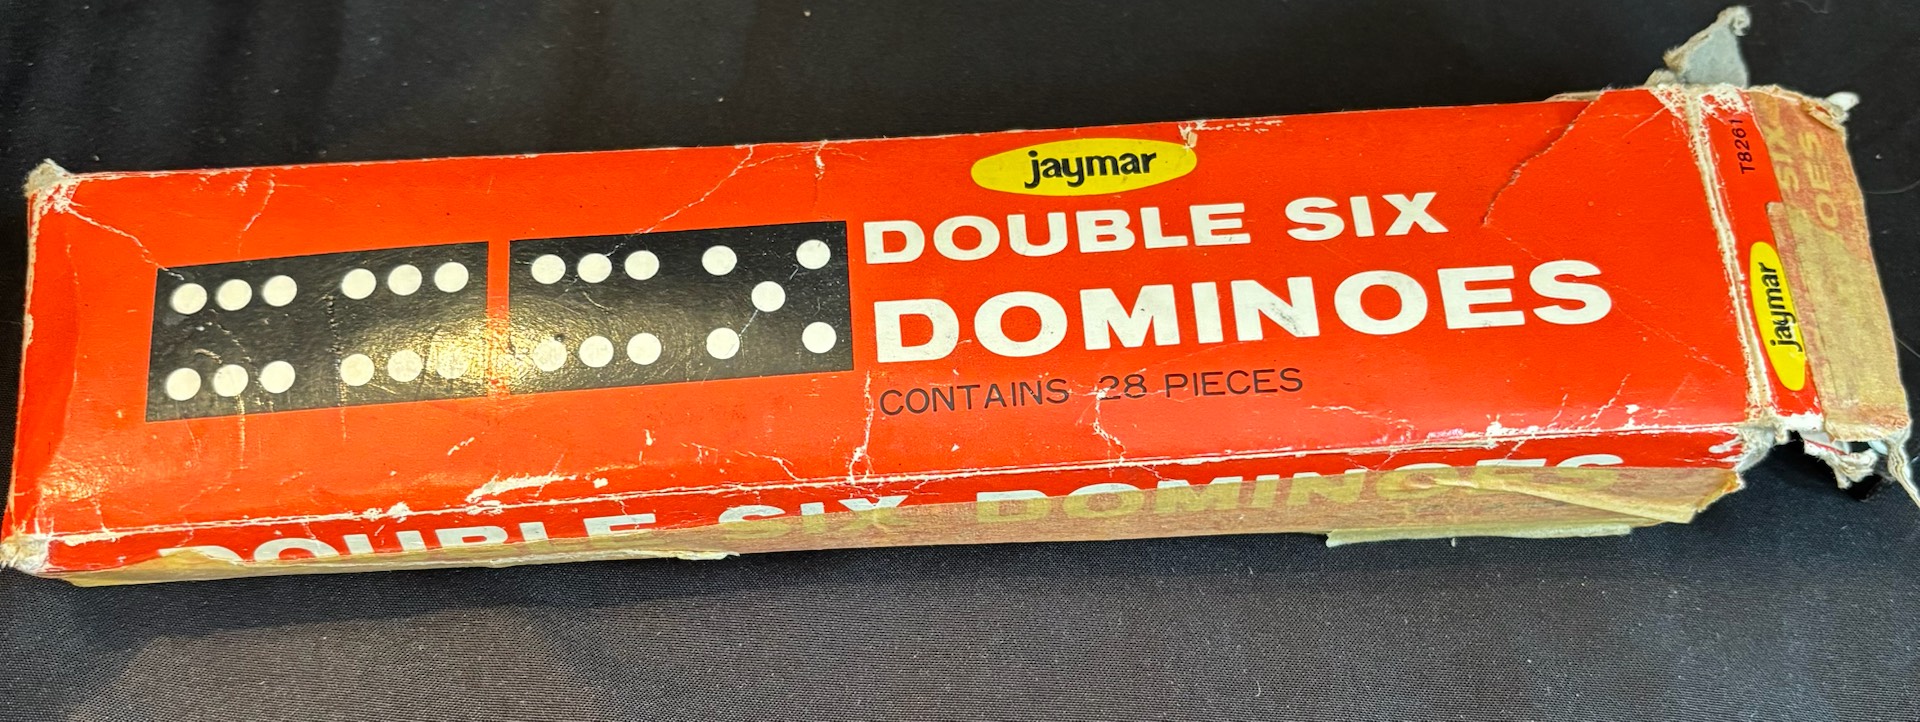 jaymar
DOUBLE SIX
DOMINOES
CONTAINS 28 PIECES
DOUBLE SIX DOMINOES
T8261
jaymar
SIX
OES